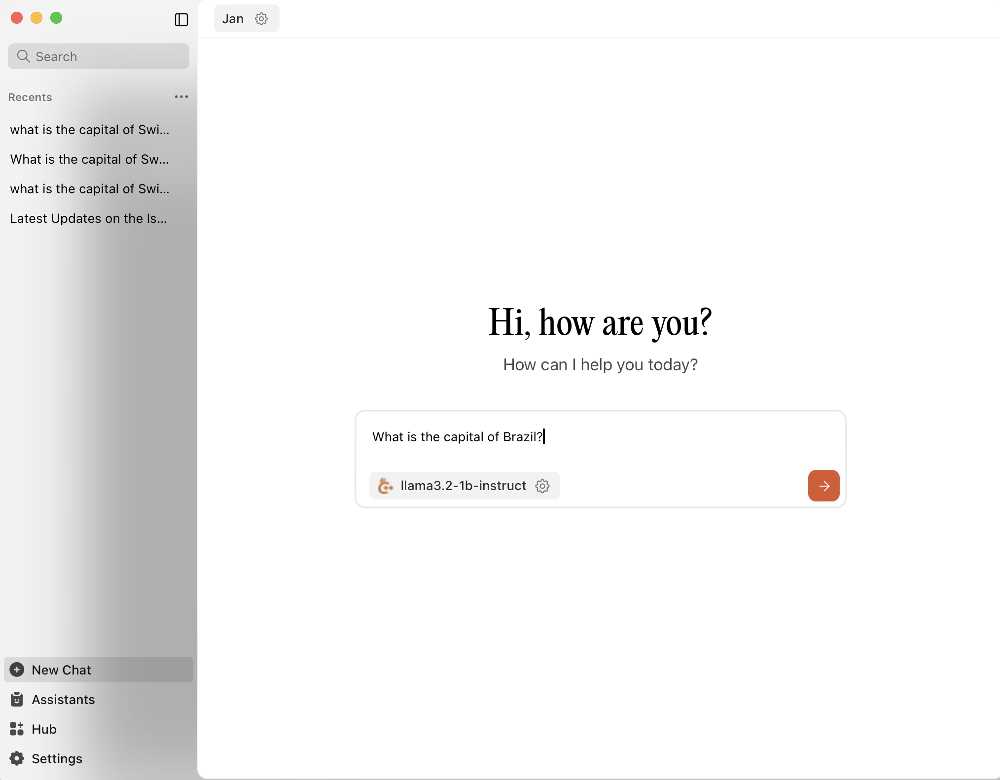 Jan
Search
Recents
what is the capital of Swi...
What is the capital of Sw...
what is the capital of Swi...
Latest Updates on the Is...
Hi, how are you?
How can I help you today?
What is the capital of Brazil?
llama3.2-1b-instruct
New Chat
Assistants
Hub
Settings